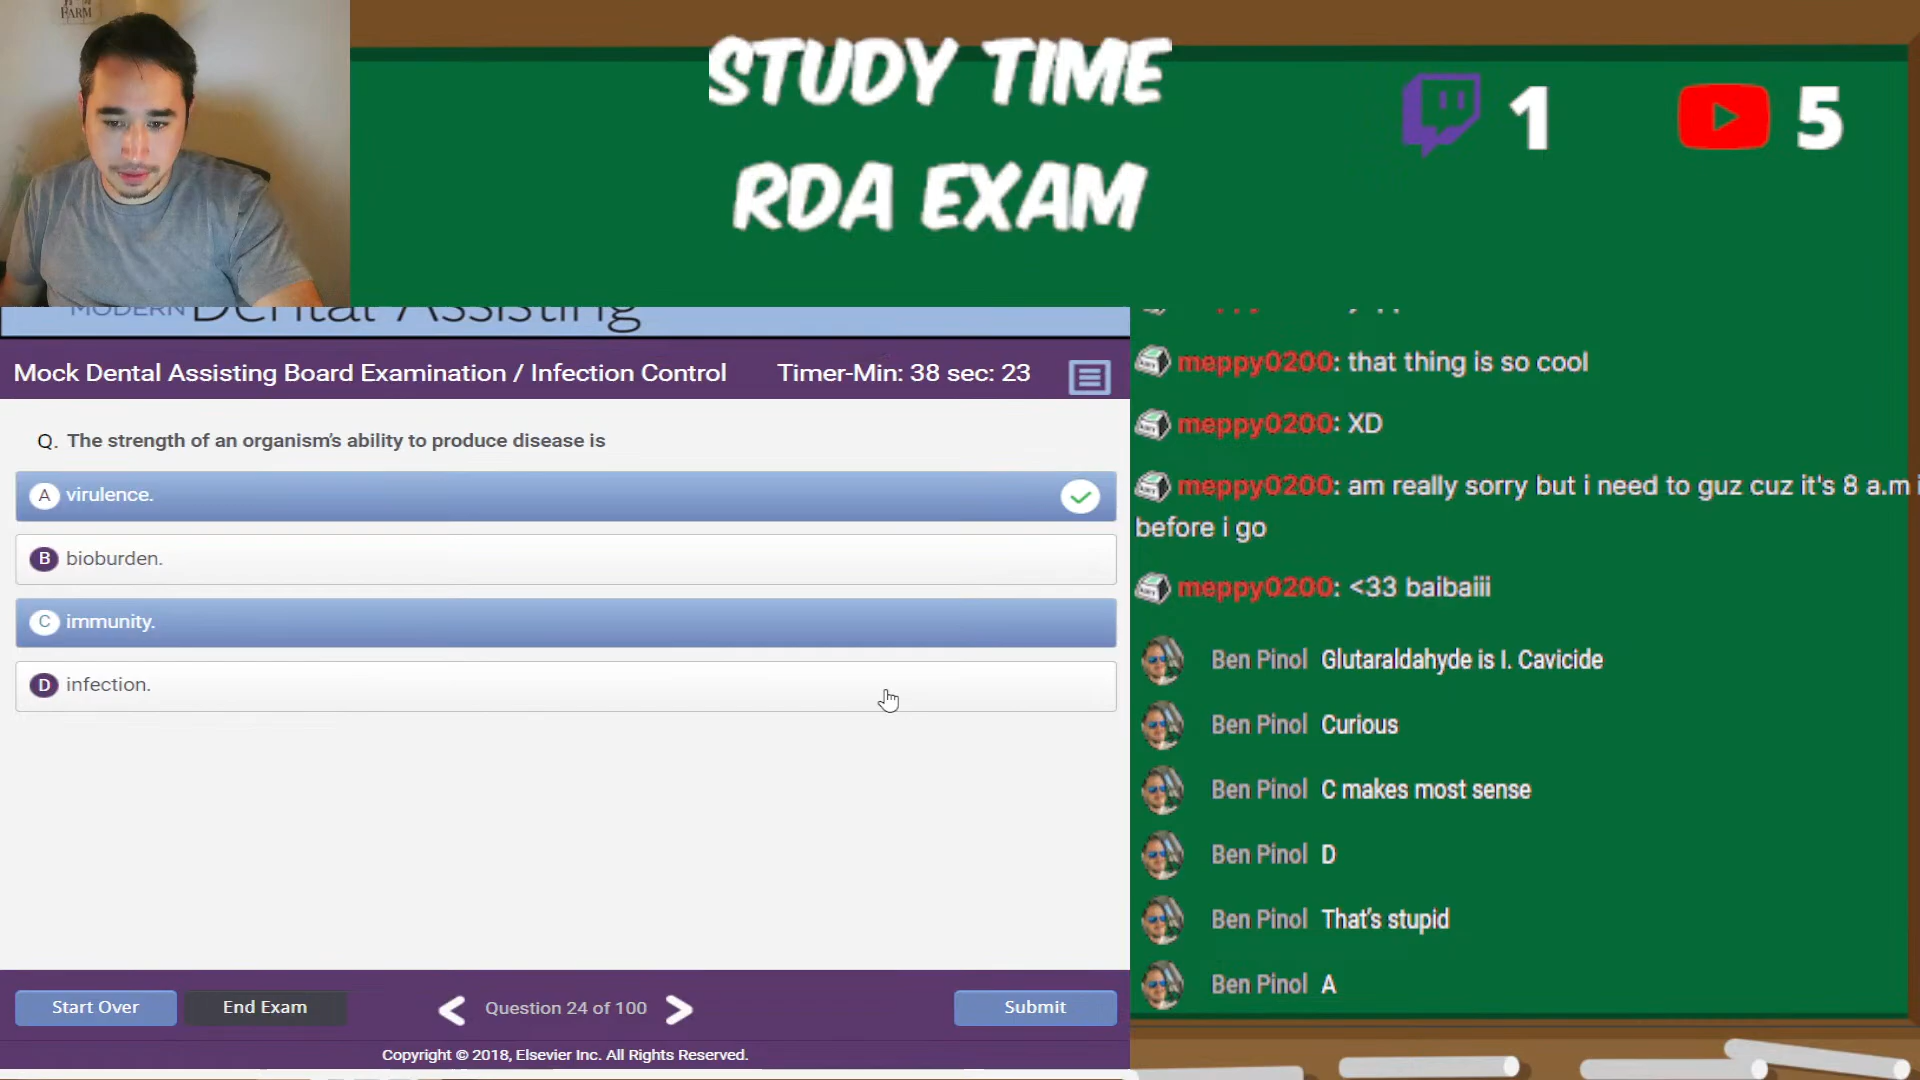 FARM
STUDY TIME
RDA EXAM
1
5
MODERN Dental Assisting
Mock Dental Assisting Board Examination / Infection Control
Timer-Min: 38 sec: 23
Q. The strength of an organism's ability to produce disease is
A virulence.
B bioburden.
C immunity.
D infection.
Start Over
End Exam
Question 24 of 100
Submit
Copyright © 2018, Elsevier Inc. All Rights Reserved.
meppy0200: that thing is so cool
meppy0200: XD
meppy0200: am really sorry but i need to guz cuz it's 8 a.m i
before i go
meppy0200: <33 baibaiii
Ben Pinol Glutaraldahyde is I. Cavicide
Ben Pinol Curious
Ben Pinol C makes most sense
Ben Pinol D
Ben Pinol That's stupid
Ben Pinol A